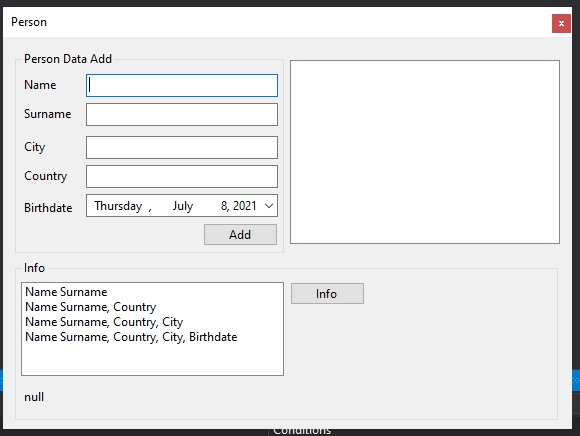 Person
x
Person Data Add
Name
Surname
City
Country
Birthdate
Thursday , July 8, 2021
Add
Info
Name Surname
Name Surname, Country
Name Surname, Country, City
Name Surname, Country, City, Birthdate
Info
null
Conditions